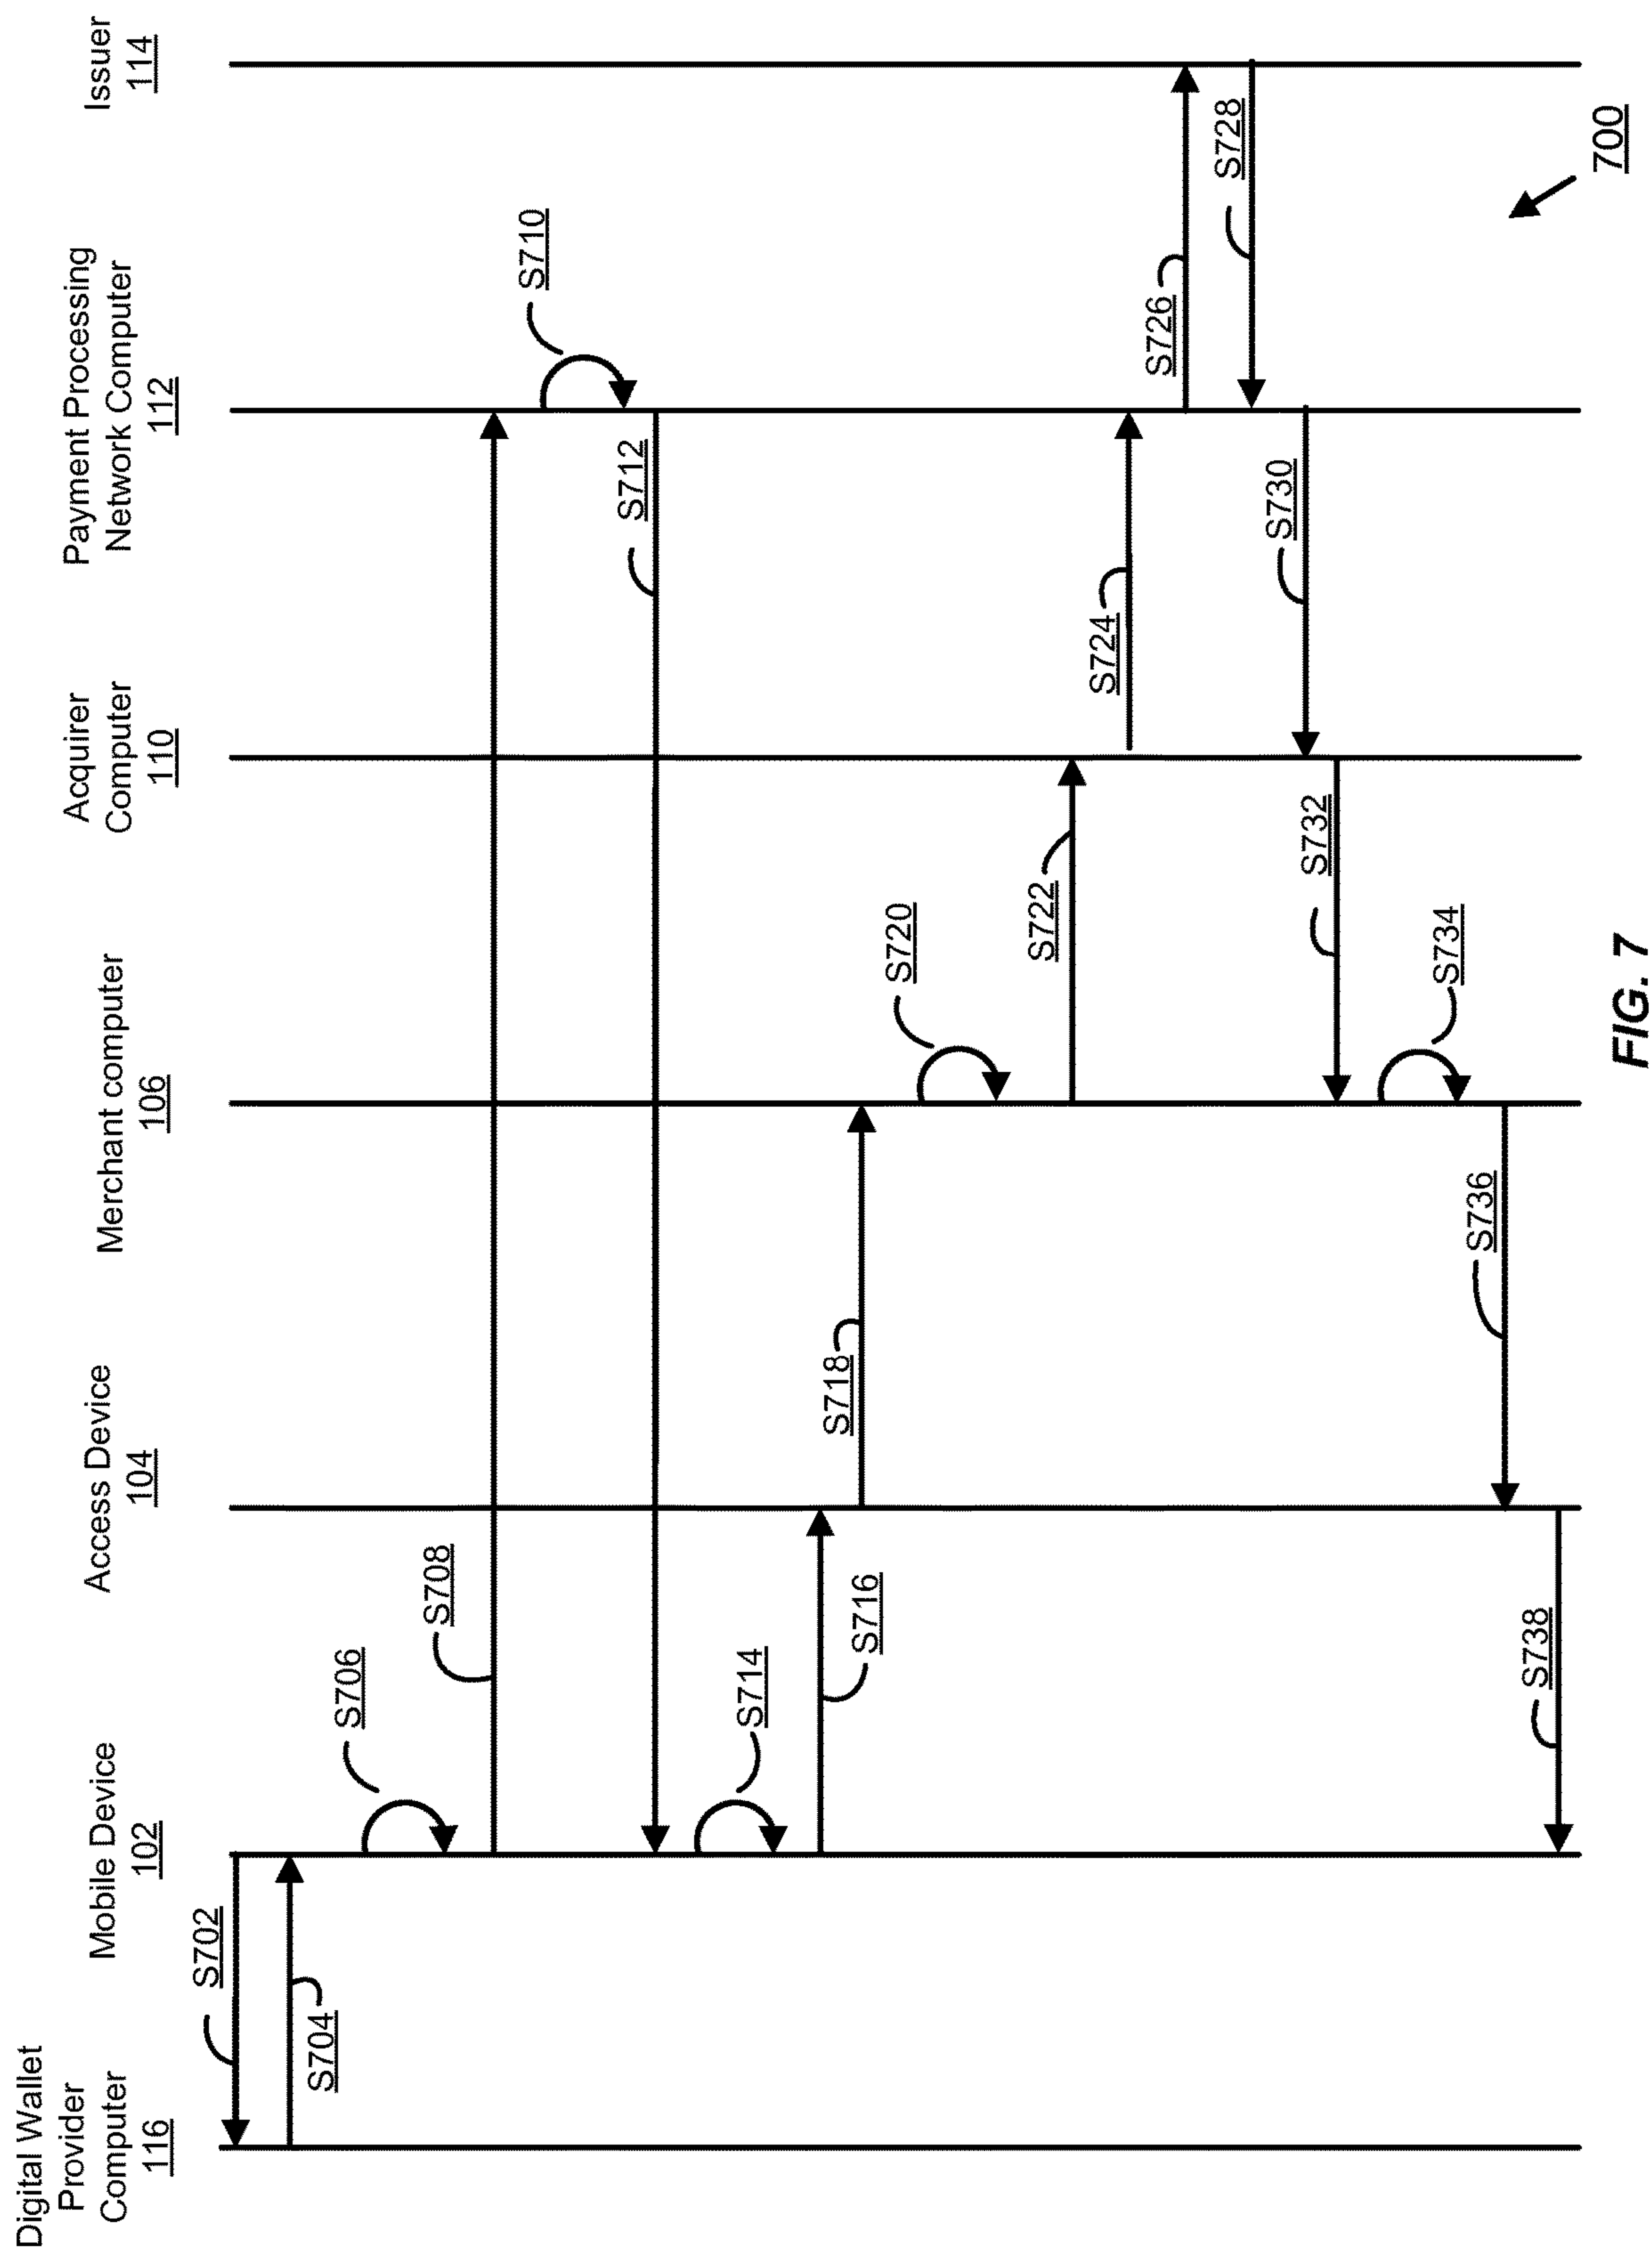 Digital Wallet
Provider
Computer
116
Mobile Device
102
Access Device
104
Merchant computer
106
Acquirer
Computer
110
Payment Processing
Network Computer
112
Issuer
114
S702
S704
S706
S708
S710
S712
S714
S716
S718
S720
S722
S724
S726
S728
S730
S732
S734
S736
S738
700
FIG. 7